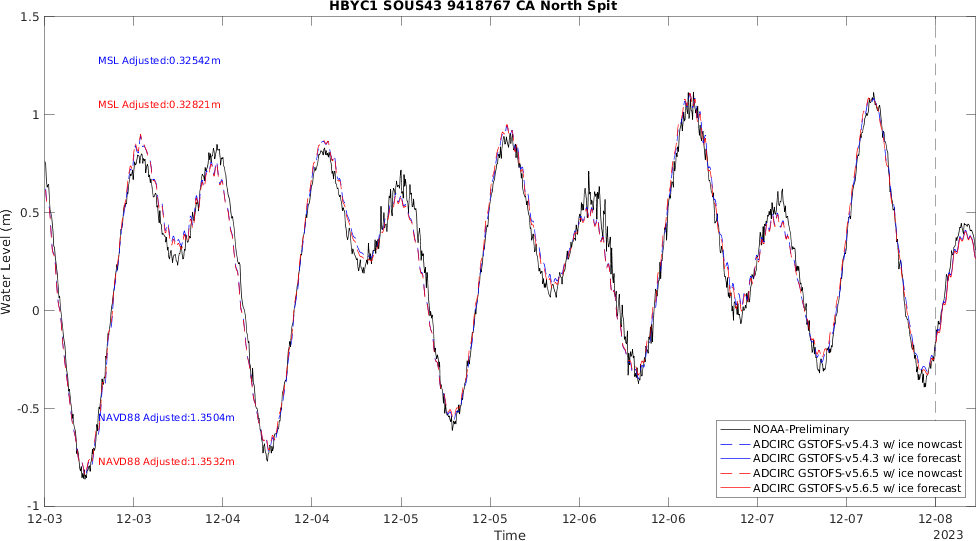 HBYC1 SOUS43 9418767 CA North Spit
1.5
MSL Adjusted:0.32542m
MSL Adjusted:0.32821m
1
0.5
Water Level (m)
0
-0.5
NAVD88 Adjusted:1.3504m
NAVD88 Adjusted:1.3532m
NOAA-Preliminary
ADCIRC GSTOFS-v5.4.3 w/ ice nowcast
ADCIRC GSTOFS-v5.4.3 w/ ice forecast
ADCIRC GSTOFS-v5.6.5 w/ ice nowcast
ADCIRC GSTOFS-v5.6.5 w/ ice forecast
-1
12-03 12-03 12-04 12-04 12-05 12-05 12-06 12-06 12-07 12-07 12-08
Time
2023